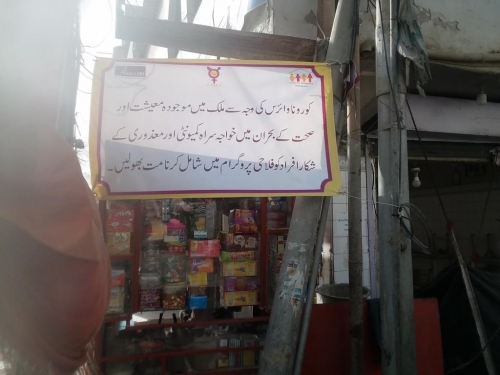 کورونا وائرس کی وجہ سے ملک میں موجودہ معیشت اور
صحت کے بحران میں خواجہ سراہ کمیونٹی اور معذوری کے
شکار افراد کو فلاحی پروگرام میں شامل کرنا مت بھولیں۔